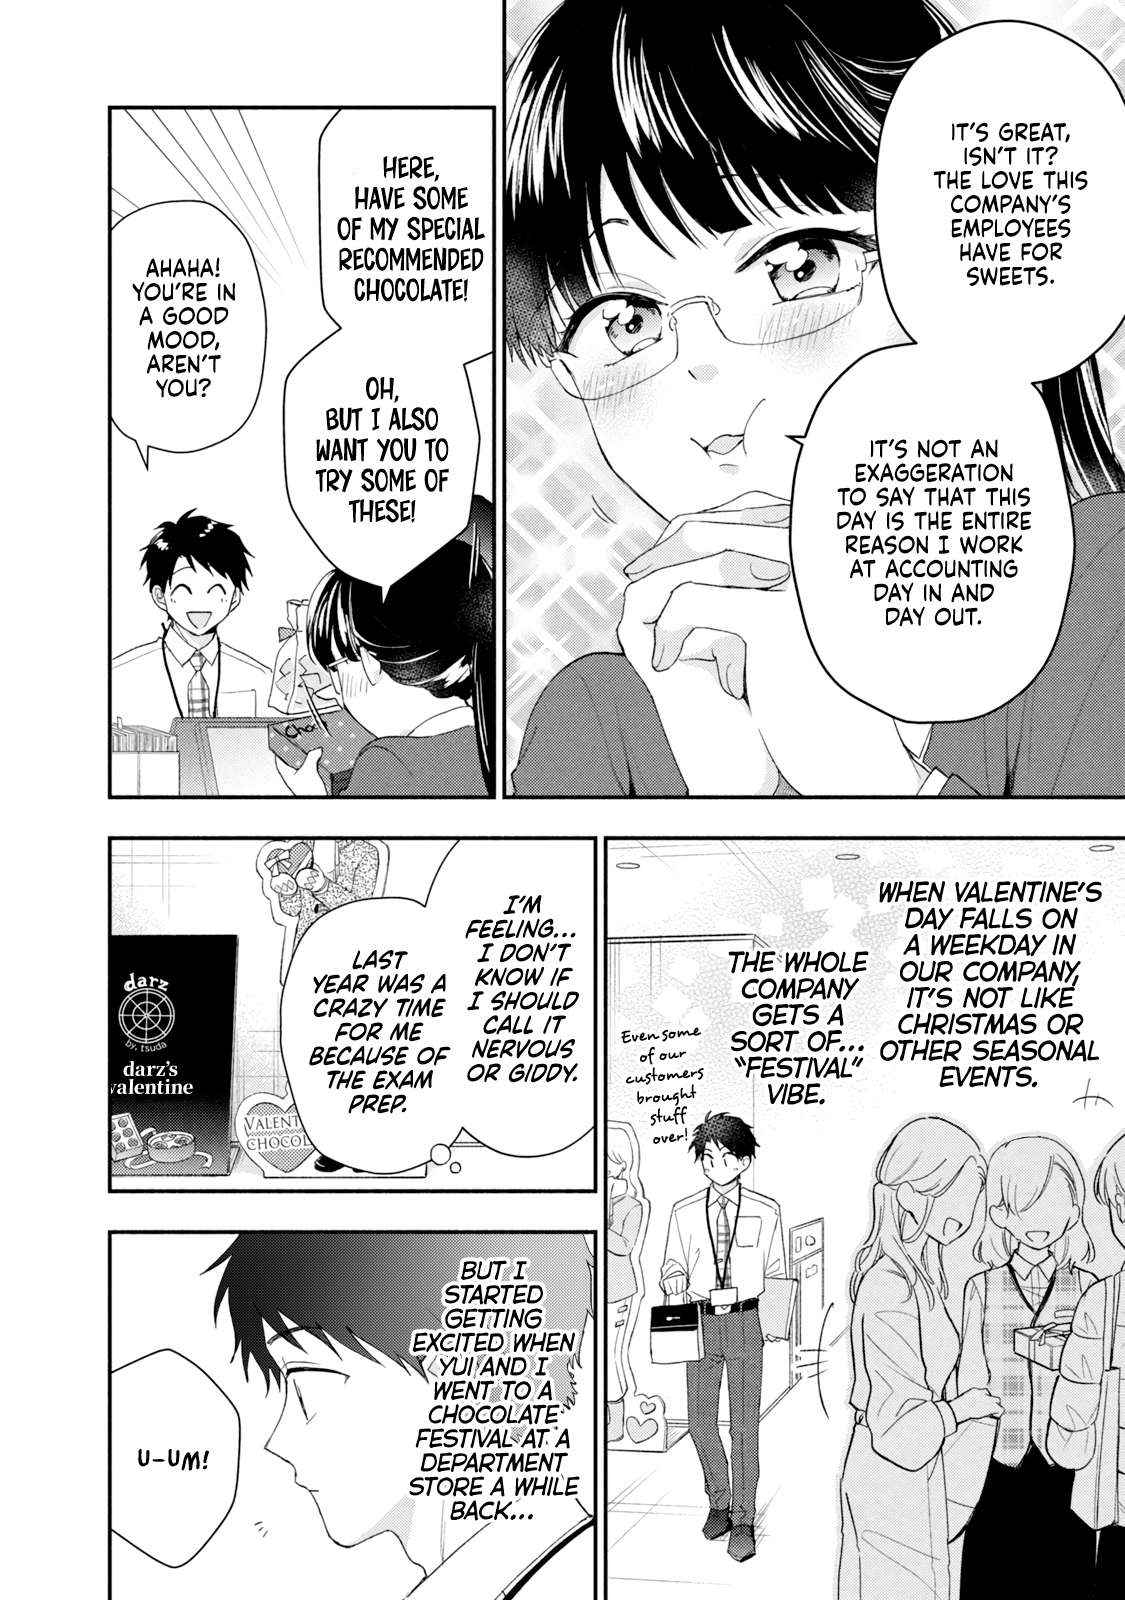 IT'S GREAT,
ISN'T IT?
THE LOVE THIS
COMPANY'S
EMPLOYEES
HAVE FOR
SWEETS.
IT'S NOT AN
EXAGGERATION
TO SAY THAT THIS
DAY IS THE ENTIRE
REASON I WORK
AT ACCOUNTING
DAY IN AND
DAY OUT.
HERE,
HAVE SOME
OF MY SPECIAL
RECOMMENDED
CHOCOLATE!
OH,
BUT I ALSO
WANT YOU TO
TRY SOME OF
THESE!
AHAHA!
YOU'RE IN
A GOOD
MOOD,
AREN'T
YOU?
WHEN VALENTINE'S
DAY FALLS ON
A WEEKDAY IN
OUR COMPANY,
IT'S NOT LIKE
CHRISTMAS OR
OTHER SEASONAL
EVENTS.
THE WHOLE
COMPANY
GETS A
SORT OF...
"FESTIVAL"
VIBE.
Even some
of our
customers
brought
stuff
over!
I'M
FEELING...
I DON'T
KNOW IF
I SHOULD
CALL IT
NERVOUS
OR GIDDY.
LAST
YEAR WAS A
CRAZY TIME
FOR ME
BECAUSE OF
THE EXAM
PREP.
darz
by. tsuda
darz's
valentine
VALENT
CHOCOL
BUT I
STARTED
GETTING
EXCITED WHEN
YUI AND I
WENT TO A
CHOCOLATE
FESTIVAL AT A
DEPARTMENT
STORE A WHILE
BACK...
U-UM!